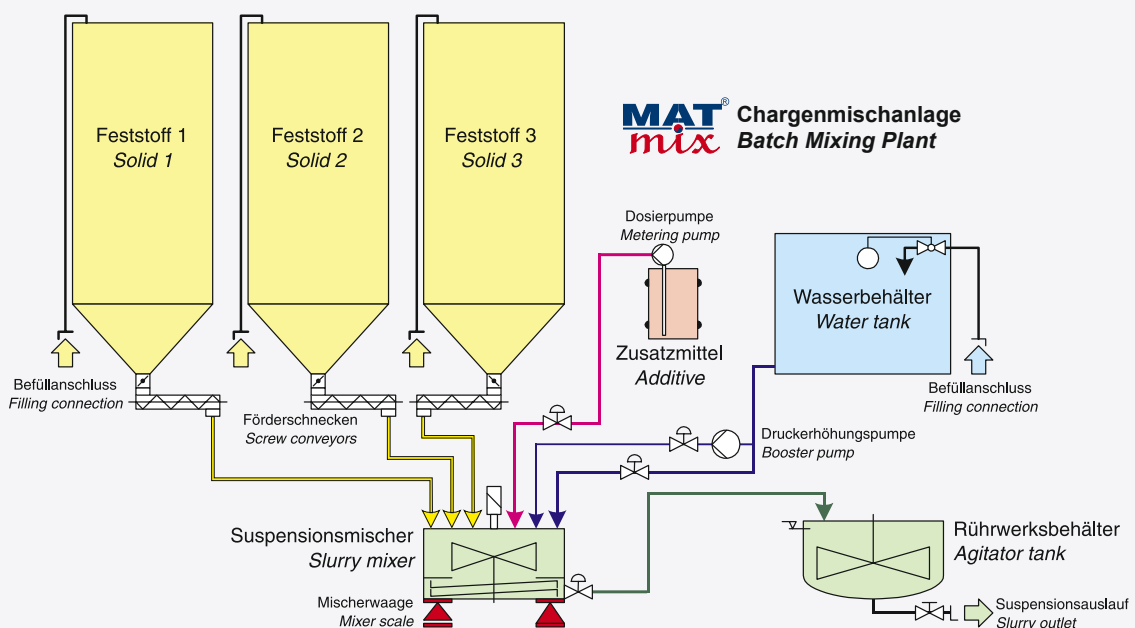 MAT®
mix
Chargenmischanlage
Batch Mixing Plant
Feststoff 1
Solid 1
Feststoff 2
Solid 2
Feststoff 3
Solid 3
Dosierpumpe
Metering pump
Wasserbehälter
Water tank
Zusatzmittel
Additive
Befüllanschluss
Filling connection
Befüllanschluss
Filling connection
Förderschnecken
Screw conveyors
Druckerhöhungspumpe
Booster pump
Suspensionsmischer
Slurry mixer
Rührwerksbehälter
Agitator tank
Mischerwaage
Mixer scale
Suspensionsauslauf
Slurry outlet